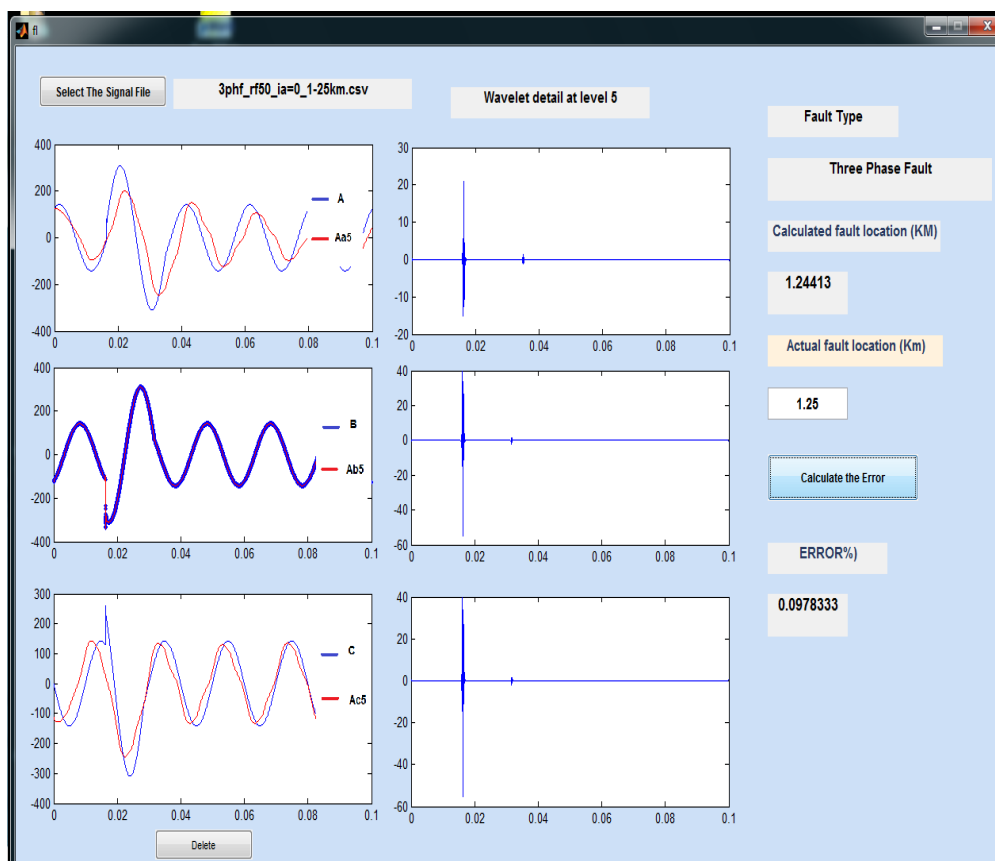 fl
Select The Signal File
3phf_rf50_ia=0_1-25km.csv
Wavelet detail at level 5
Fault Type
Three Phase Fault
Calculated fault location (KM)
1.24413
Actual fault location (Km)
1.25
Calculate the Error
ERROR%)
0.0978333
400
200
0
-200
-400
0 0.02 0.04 0.06 0.08 0.1
A
Aa5
30
20
10
0
-10
-20
0 0.02 0.04 0.06 0.08 0.1
400
200
0
-200
-400
0 0.02 0.04 0.06 0.08 0.1
B
Ab5
40
20
0
-20
-40
-60
0 0.02 0.04 0.06 0.08 0.1
300
200
100
0
-100
-200
-300
-400
0 0.02 0.04 0.06 0.08 0.1
C
Ac5
40
20
0
-20
-40
-60
0 0.02 0.04 0.06 0.08 0.1
Delete